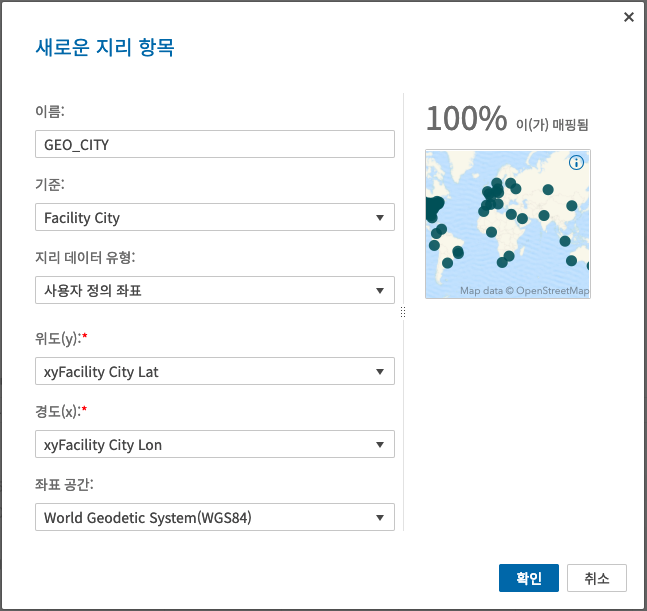 새로운 지리 항목
이름:
GEO_CITY
기준:
Facility City
지리 데이터 유형:
사용자 정의 좌표
위도(y):*
xyFacility City Lat
경도(x):*
xyFacility City Lon
좌표 공간:
World Geodetic System(WGS84)
100% 이(가) 매핑됨
Map data © OpenStreetMap
확인 취소